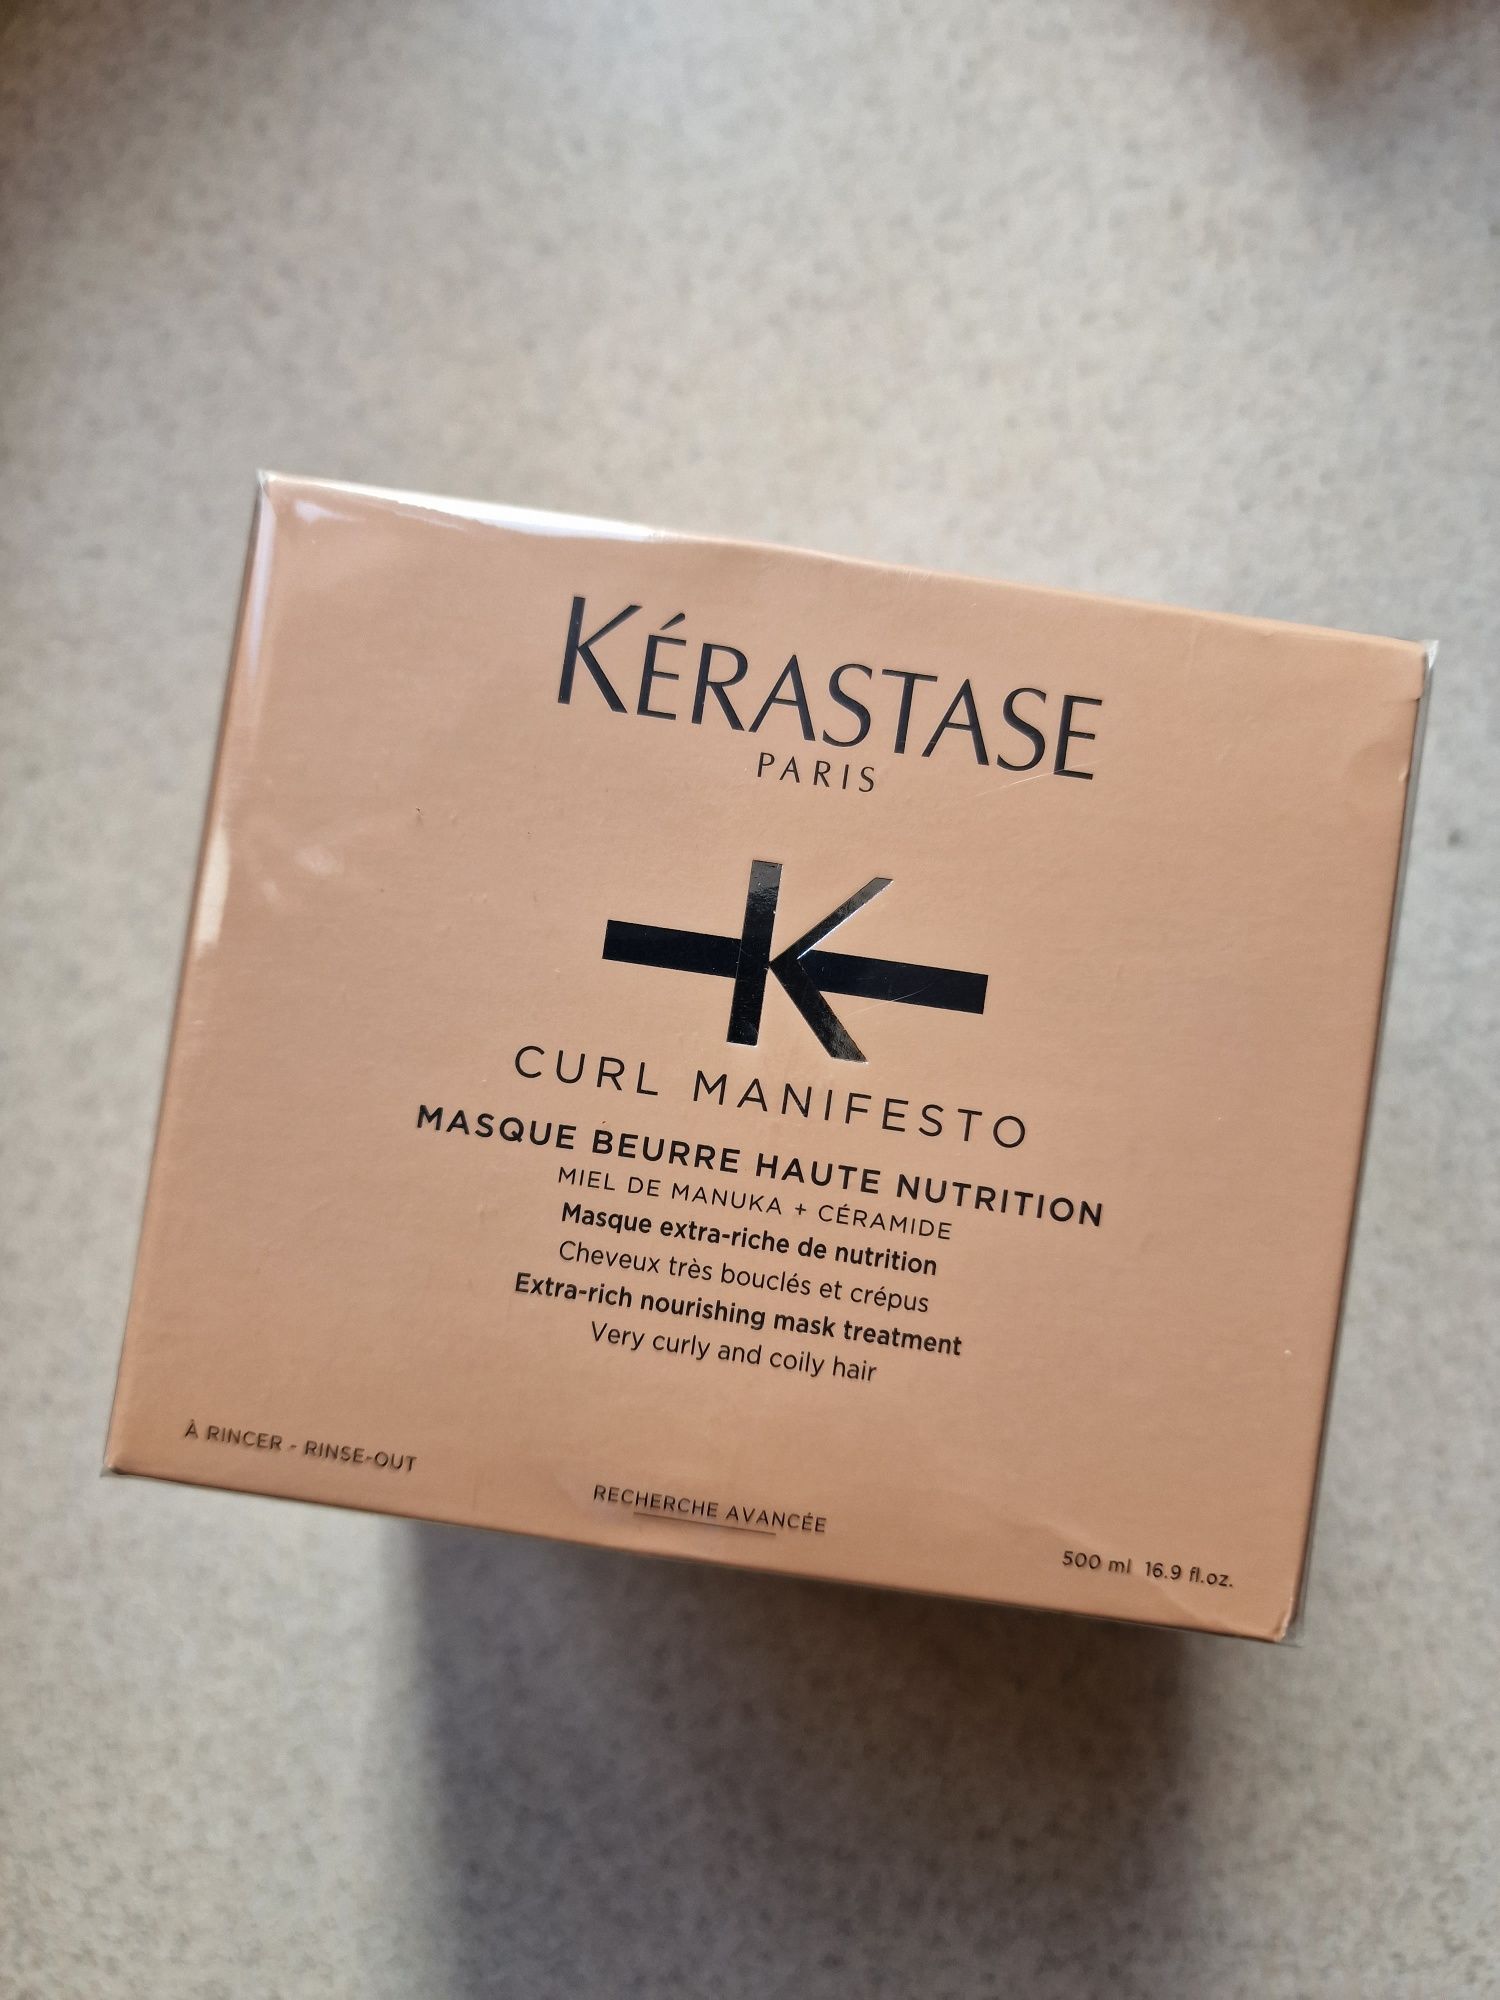 KÉRASTASE
PARIS
K
CURL MANIFESTO
MASQUE BEURRE HAUTE NUTRITION
MIEL DE MANUKA + CÉRAMIDE
Masque extra-riche de nutrition
Cheveux très bouclés et crépus
Extra-rich nourishing mask treatment
Very curly and coily hair
À RINCER - RINSE-OUT
RECHERCHE AVANCÉE
500 ml 16.9 fl.oz.